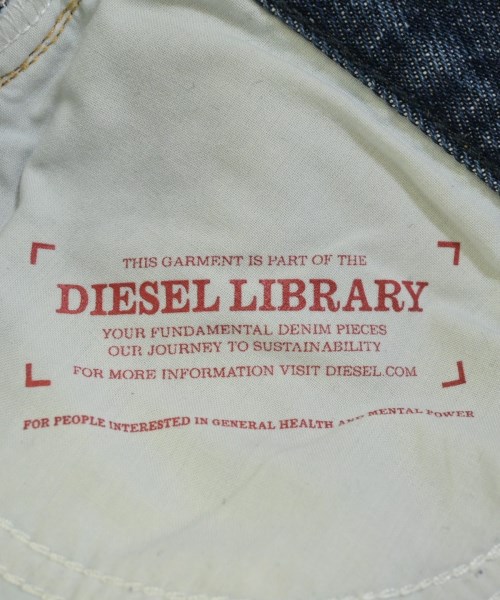 THIS GARMENT IS PART OF THE
DIESEL LIBRARY
YOUR FUNDAMENTAL DENIM PIECES
OUR JOURNEY TO SUSTAINABILITY
FOR MORE INFORMATION VISIT DIESEL.COM
FOR PEOPLE INTERESTED IN GENERAL HEALTH AND MENTAL POWER